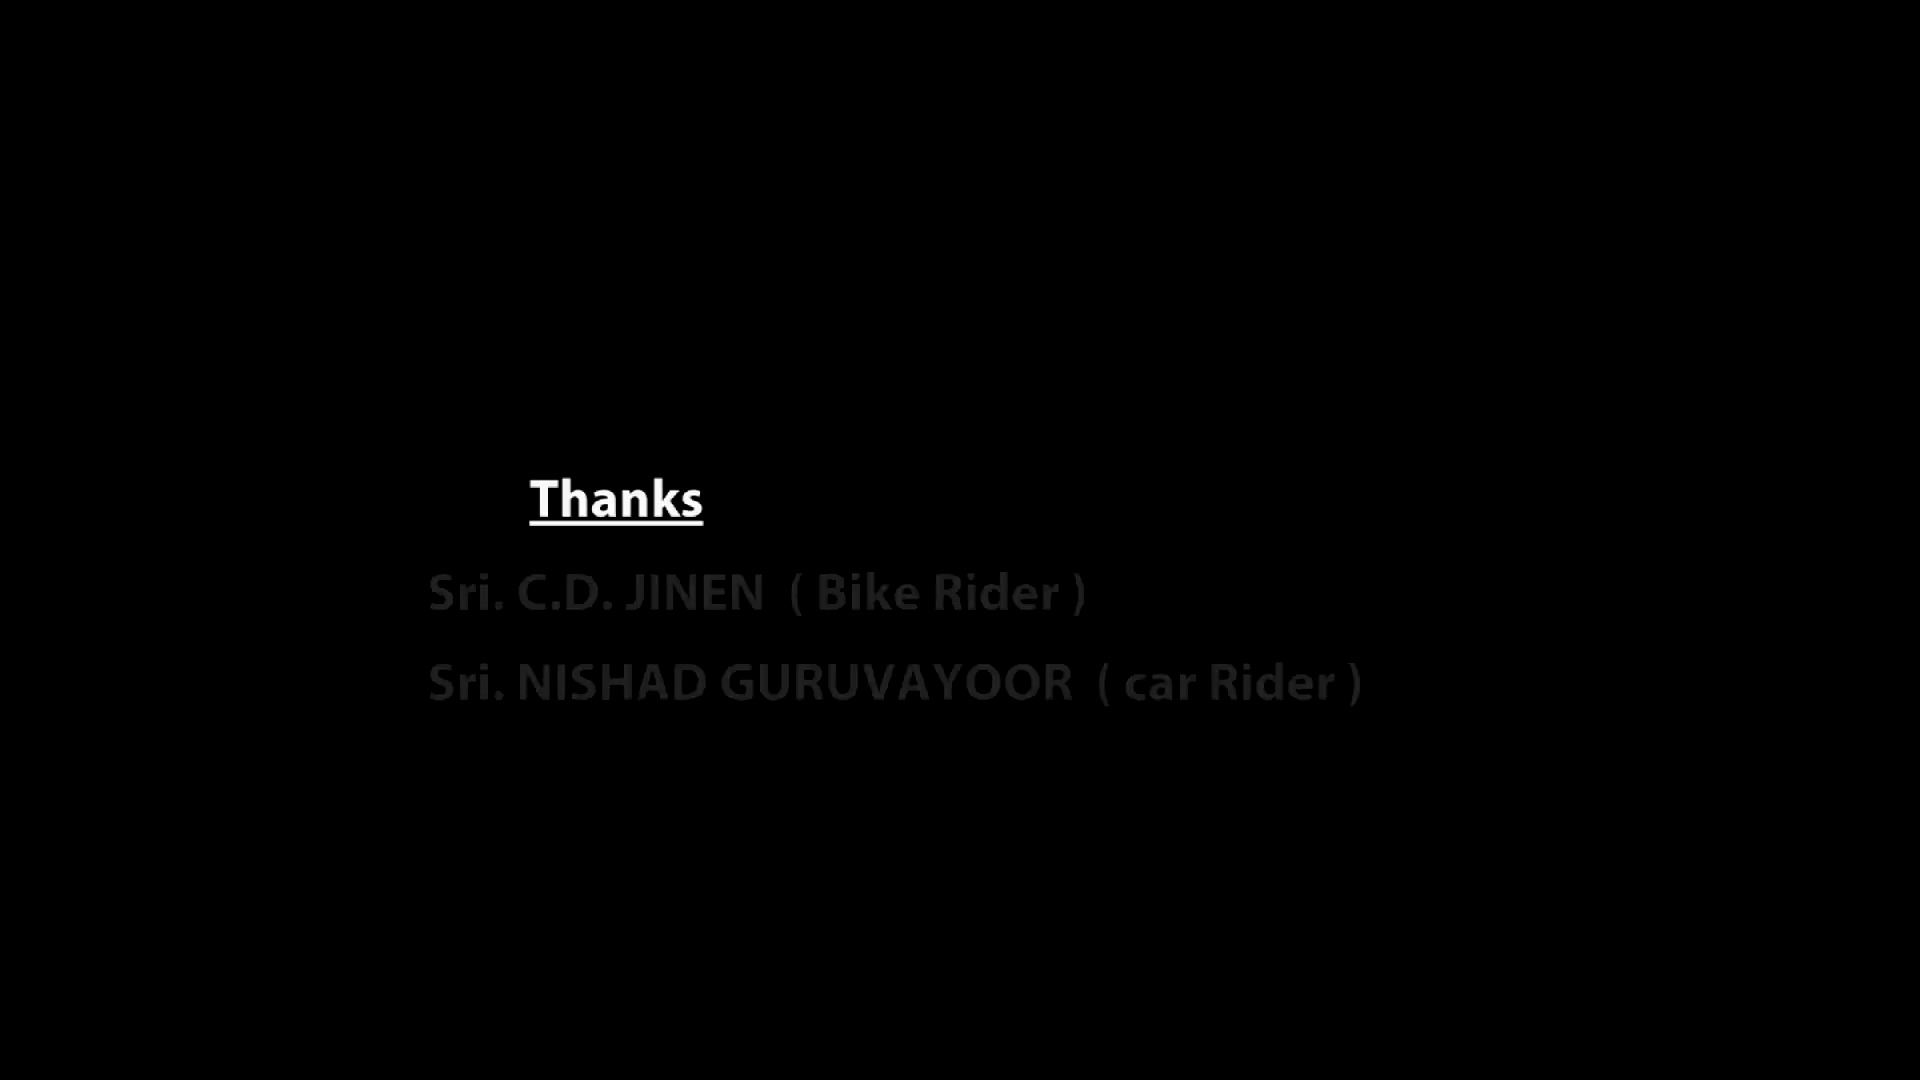 Thanks
Sri. C.D. JINEN ( Bike Rider )
Sri. NISHAD GURUVAYOOR ( car Rider )